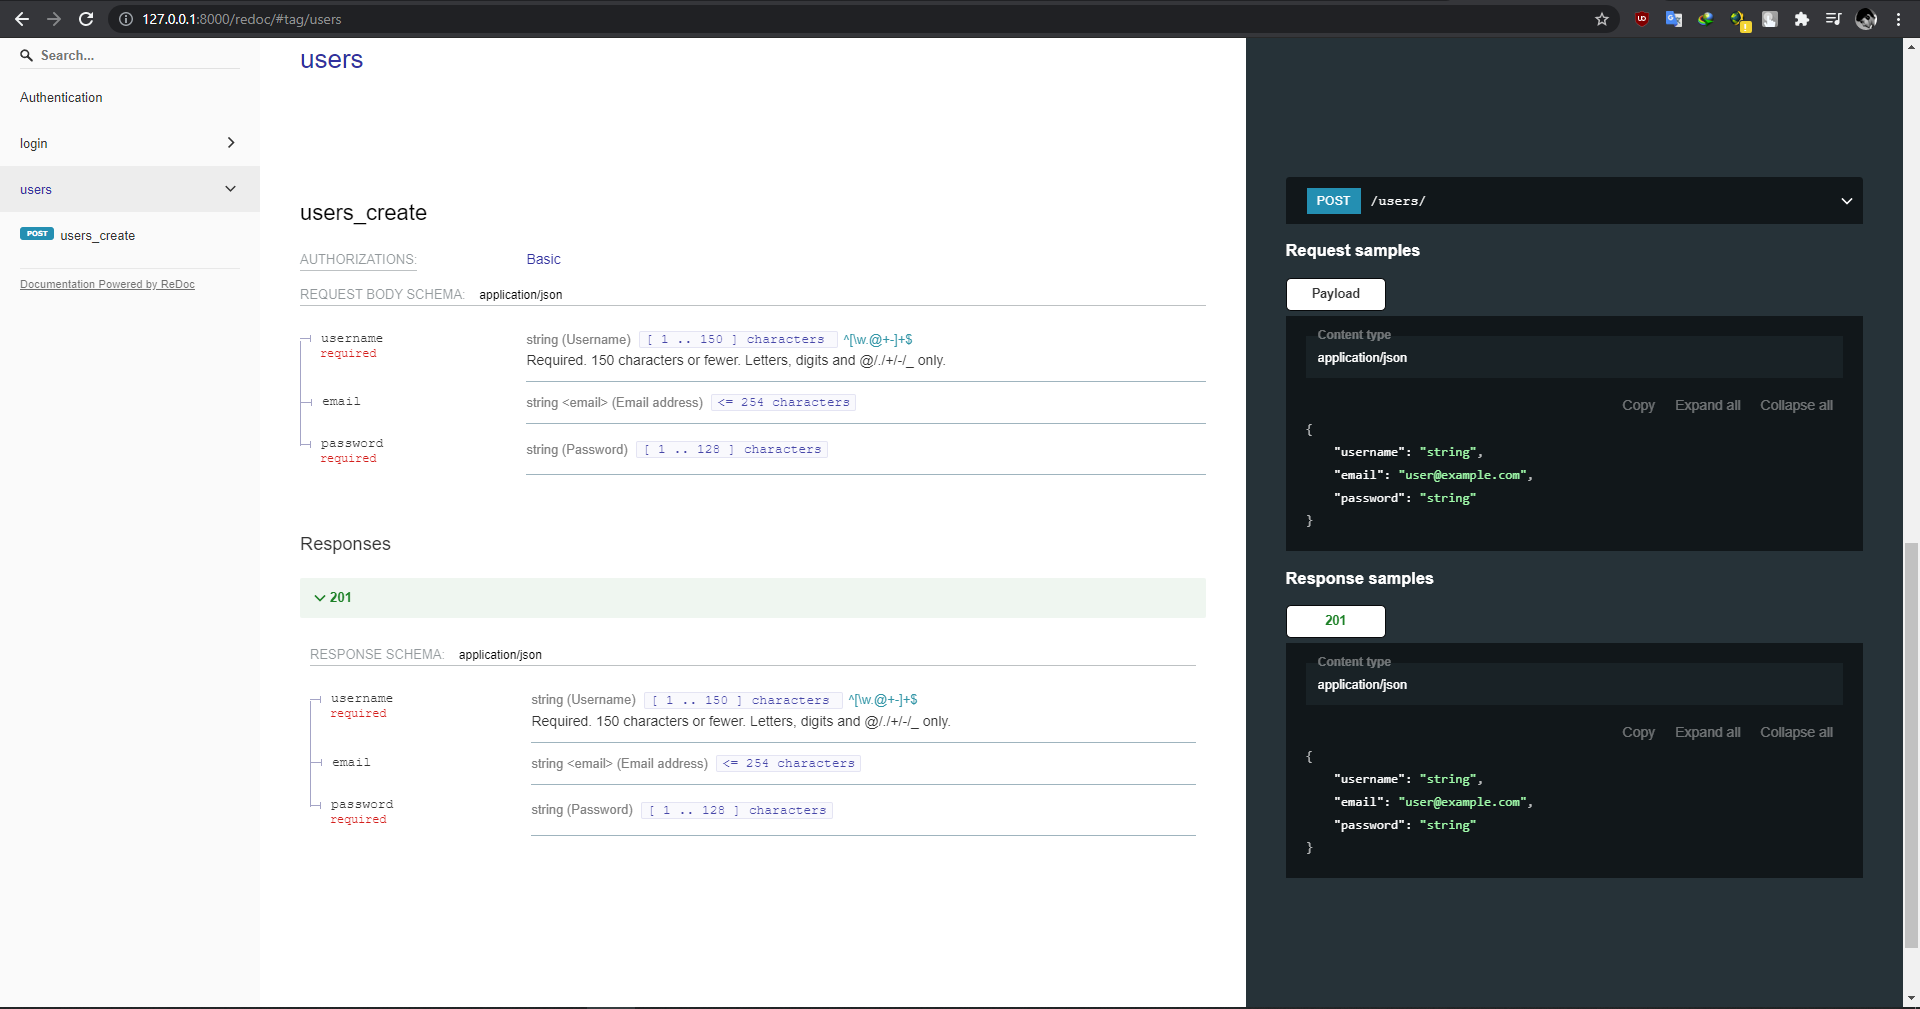 127.0.0.1:8000/redoc/#tag/users
Search...
Authentication
login
users
POST users_create
Documentation Powered by ReDoc
users
users_create
AUTHORIZATIONS: Basic
REQUEST BODY SCHEMA: application/json
username
required
string (Username) [ 1 .. 150 ] characters ^[\w.@+-]+$
Required. 150 characters or fewer. Letters, digits and @/./+/-/_ only.
email
string <email> (Email address) <= 254 characters
password
required
string (Password) [ 1 .. 128 ] characters
Responses
201
RESPONSE SCHEMA: application/json
username
required
string (Username) [ 1 .. 150 ] characters ^[\w.@+-]+$
Required. 150 characters or fewer. Letters, digits and @/./+/-/_ only.
email
string <email> (Email address) <= 254 characters
password
required
string (Password) [ 1 .. 128 ] characters
POST /users/
Request samples
Payload
Content type
application/json
Copy Expand all Collapse all
{
"username": "string",
"email": "user@example.com",
"password": "string"
}
Response samples
201
Content type
application/json
Copy Expand all Collapse all
{
"username": "string",
"email": "user@example.com",
"password": "string"
}